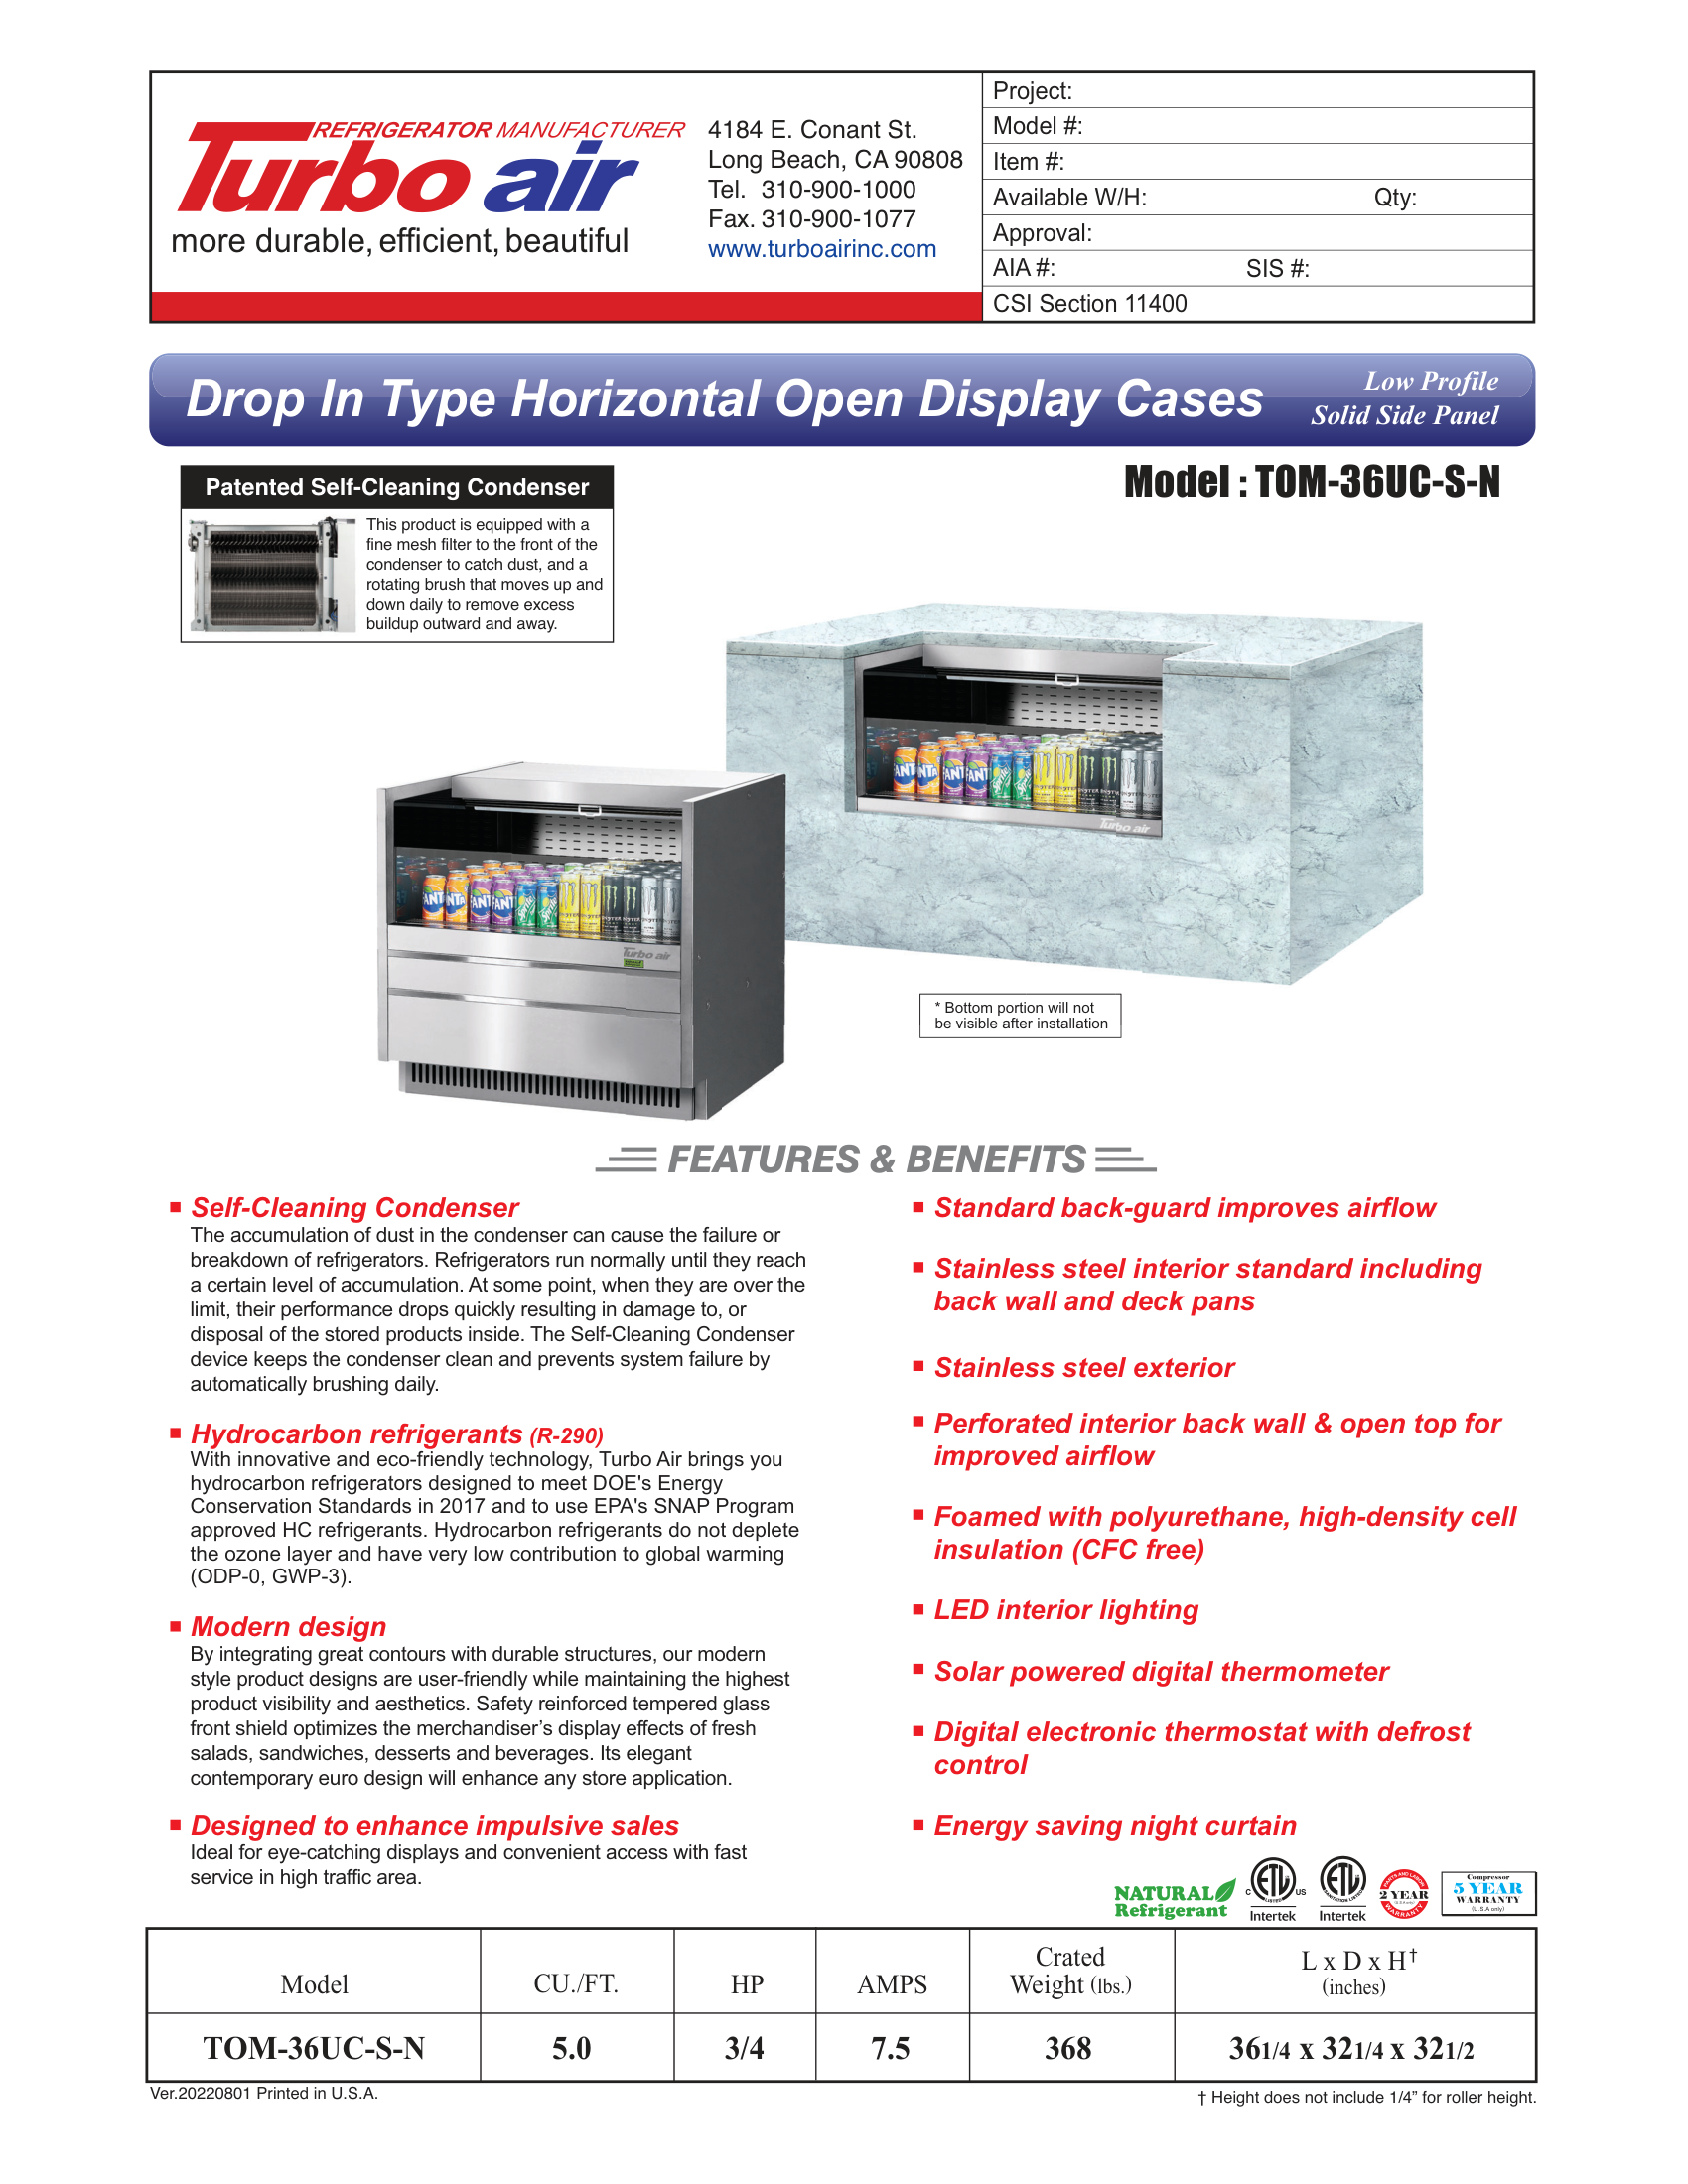 REFRIGERATOR MANUFACTURER
Turbo air
more durable, efficient, beautiful
4184 E. Conant St.
Long Beach, CA 90808
Tel. 310-900-1000
Fax. 310-900-1077
www.turboairinc.com
Project:
Model #:
Item #:
Available W/H: Qty:
Approval:
AIA #: SIS #:
CSI Section 11400
Drop In Type Horizontal Open Display Cases
Low Profile
Solid Side Panel
Patented Self-Cleaning Condenser
This product is equipped with a
fine mesh filter to the front of the
condenser to catch dust, and a
rotating brush that moves up and
down daily to remove excess
buildup outward and away.
Model : TOM-36UC-S-N
Turbo air
Turbo air
* Bottom portion will not
be visible after installation
FEATURES & BENEFITS
Self-Cleaning Condenser
The accumulation of dust in the condenser can cause the failure or
breakdown of refrigerators. Refrigerators run normally until they reach
a certain level of accumulation. At some point, when they are over the
limit, their performance drops quickly resulting in damage to, or
disposal of the stored products inside. The Self-Cleaning Condenser
device keeps the condenser clean and prevents system failure by
automatically brushing daily.
Hydrocarbon refrigerants (R-290)
With innovative and eco-friendly technology, Turbo Air brings you
hydrocarbon refrigerators designed to meet DOE's Energy
Conservation Standards in 2017 and to use EPA's SNAP Program
approved HC refrigerants. Hydrocarbon refrigerants do not deplete
the ozone layer and have very low contribution to global warming
(ODP-0, GWP-3).
Modern design
By integrating great contours with durable structures, our modern
style product designs are user-friendly while maintaining the highest
product visibility and aesthetics. Safety reinforced tempered glass
front shield optimizes the merchandiser’s display effects of fresh
salads, sandwiches, desserts and beverages. Its elegant
contemporary euro design will enhance any store application.
Designed to enhance impulsive sales
Ideal for eye-catching displays and convenient access with fast
service in high traffic area.
Standard back-guard improves airflow
Stainless steel interior standard including
back wall and deck pans
Stainless steel exterior
Perforated interior back wall & open top for
improved airflow
Foamed with polyurethane, high-density cell
insulation (CFC free)
LED interior lighting
Solar powered digital thermometer
Digital electronic thermostat with defrost
control
Energy saving night curtain
NATURAL
Refrigerant
C ETL US
LISTED
Intertek
ETL
SANITATION LISTED
Intertek
PARTS AND LABOR
2 YEAR
WARRANTY
Compressor
5 YEAR
WARRANTY
(U.S.A only)
Model CU./FT. HP AMPS Crated Weight (lbs.) L x D x H† (inches)
TOM-36UC-S-N 5.0 3/4 7.5 368 361/4 x 321/4 x 321/2
Ver.20220801 Printed in U.S.A.
† Height does not include 1/4” for roller height.